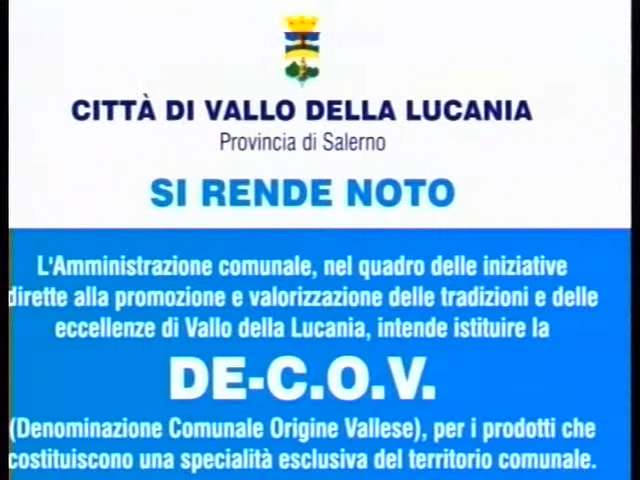 CITTÀ DI VALLO DELLA LUCANIA
Provincia di Salerno
SI RENDE NOTO
L'Amministrazione comunale, nel quadro delle iniziative
dirette alla promozione e valorizzazione delle tradizioni e delle
eccellenze di Vallo della Lucania, intende istituire la
DE-C.O.V.
(Denominazione Comunale Origine Vallese), per i prodotti che
costituiscono una specialità esclusiva del territorio comunale.